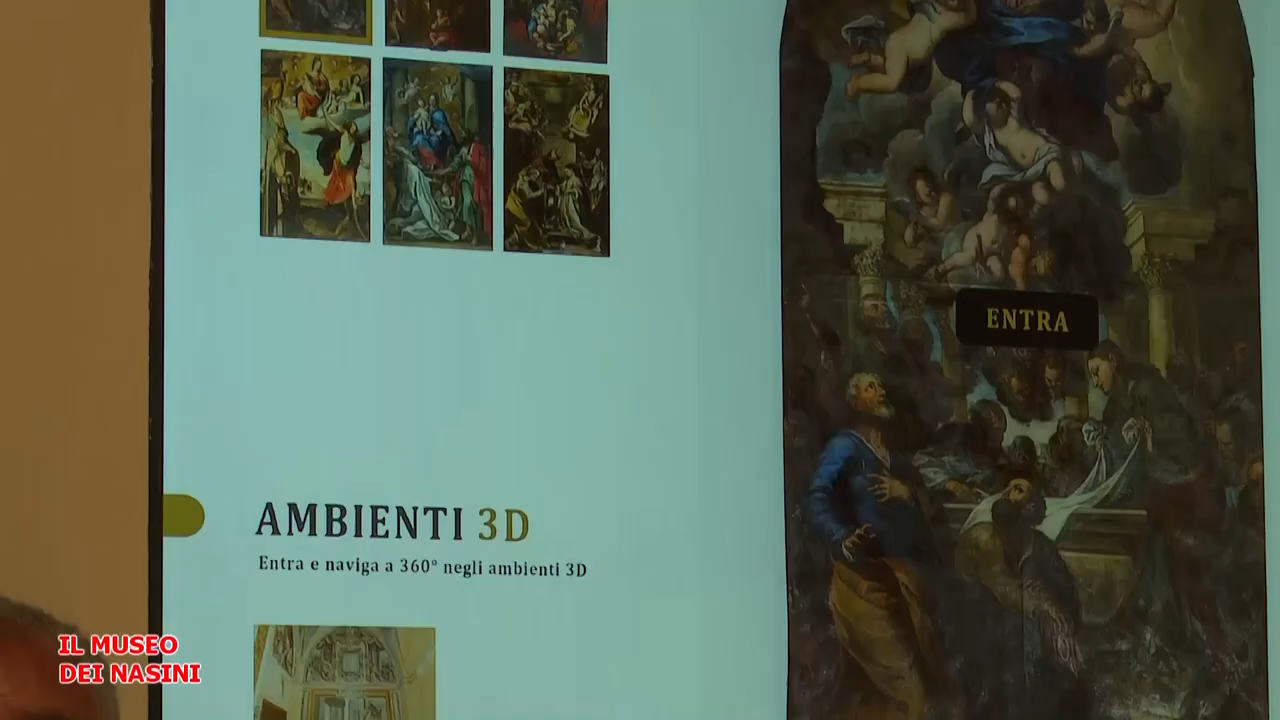 ENTRA
AMBIENTI 3D
Entra e naviga a 360° negli ambienti 3D
IL MUSEO
DEI NASINI